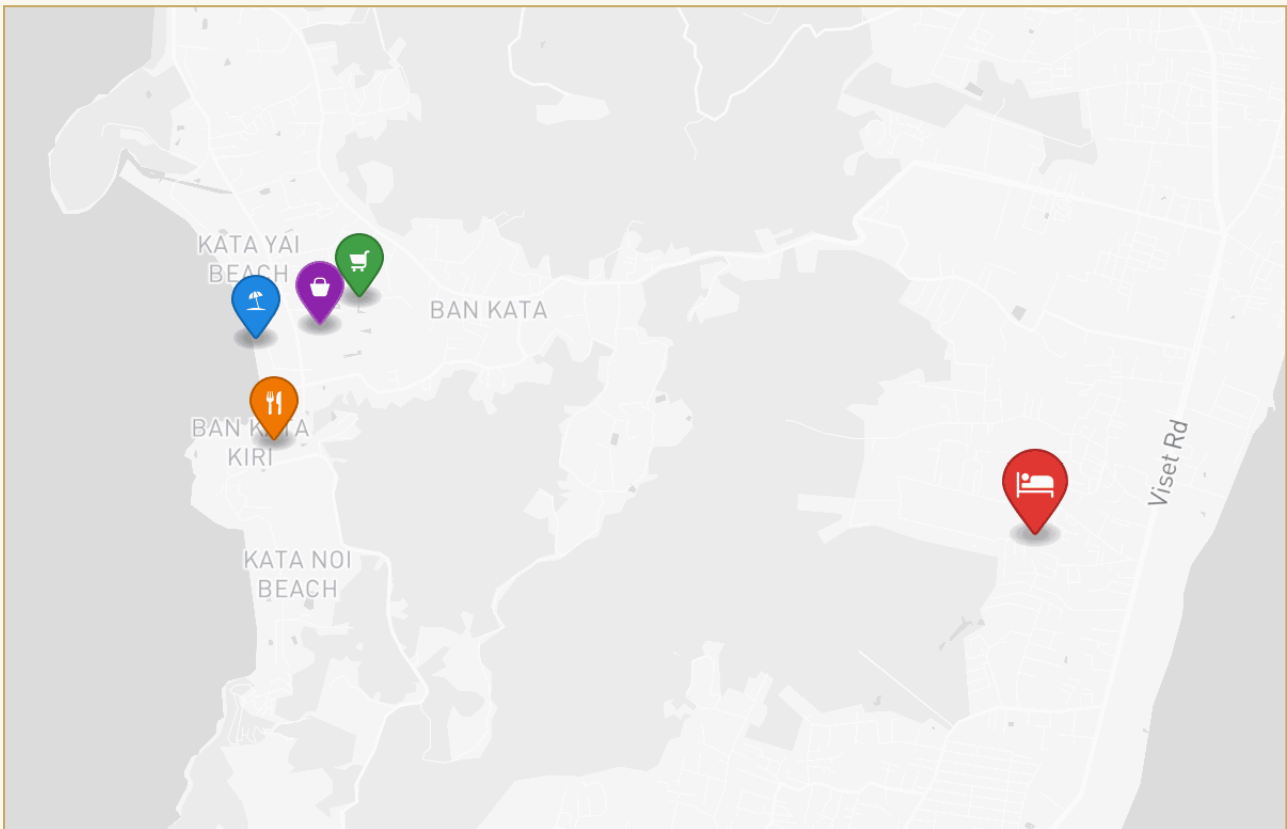 KATA YAI
BEACH
BAN KATA
BAN KATA
KIRI
Viset Rd
KATA NOI
BEACH